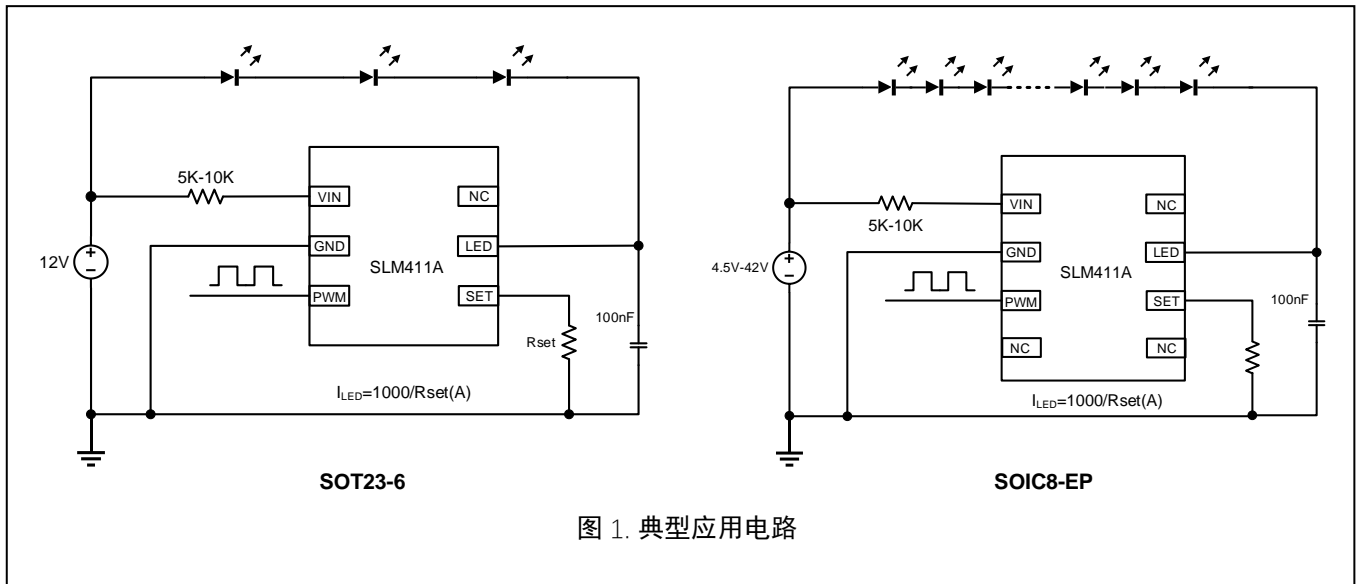 5K-10K
VIN
NC
GND
LED
12V
SLM411A
PWM
SET
100nF
Rset
I_LED=1000/Rset(A)
SOT23-6
VIN
NC
5K-10K
GND
LED
4.5V-42V
SLM411A
PWM
SET
100nF
NC
NC
I_LED=1000/Rset(A)
SOIC8-EP
图 1. 典型应用电路